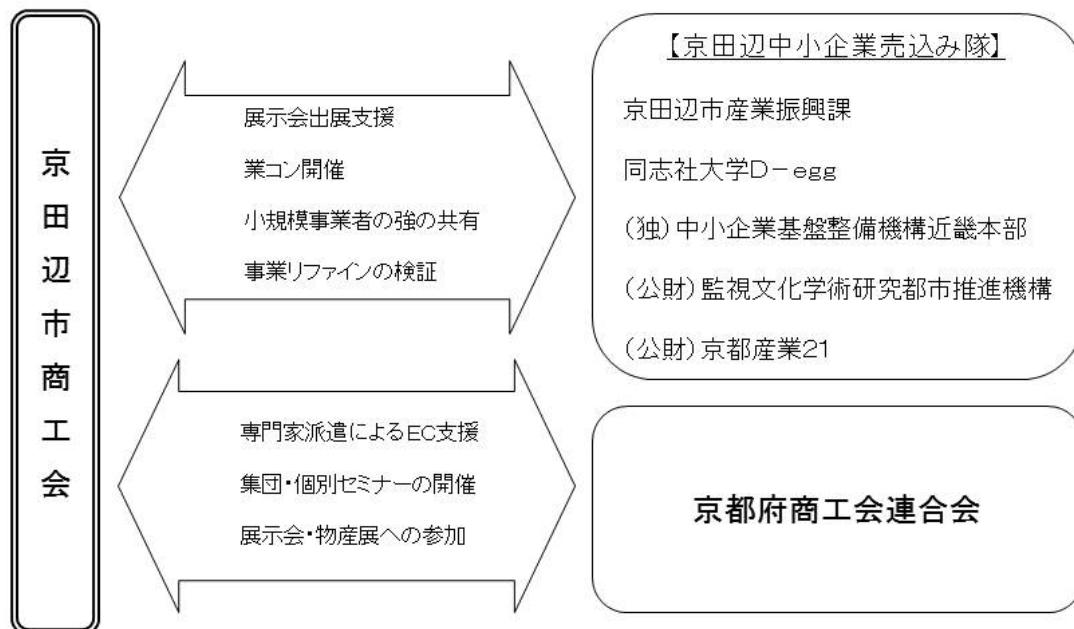 京田辺市商工会
展示会出展支援
業コン開催
小規模事業者の強の共有
事業リファインの検証
【京田辺中小企業売込み隊】
京田辺市産業振興課
同志社大学D－egg
(独)中小企業基盤整備機構近畿本部
(公財)監視文化学術研究都市推進機構
(公財)京都産業21
専門家派遣によるEC支援
集団・個別セミナーの開催
展示会・物産展への参加
京都府商工会連合会